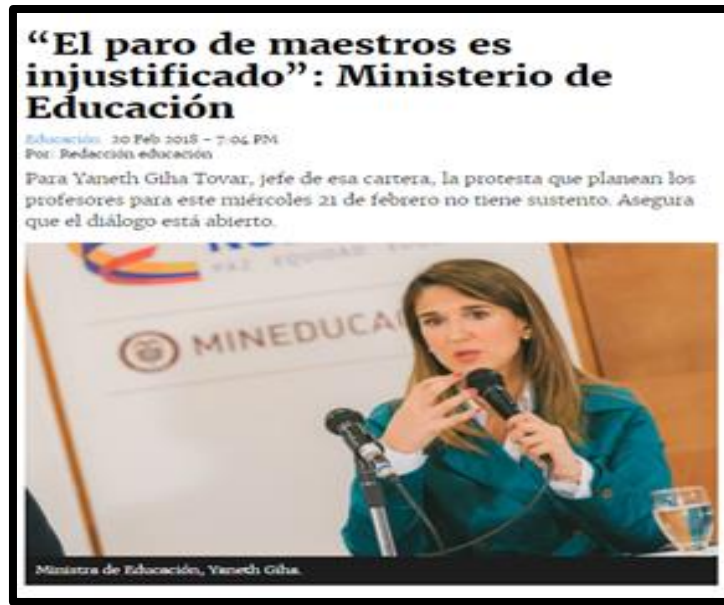 “El paro de maestros es
injustificado”: Ministerio de
Educación
Educación 20 Feb 2018 - 7:04 PM
Por: Redacción educación
Para Yaneth Giha Tovar, jefe de esa cartera, la protesta que planean los
profesores para este miércoles 21 de febrero no tiene sustento. Asegura
que el diálogo está abierto.
PAZ EQUIDAD
MINEDUCA
Ministra de Educación, Yaneth Giha.